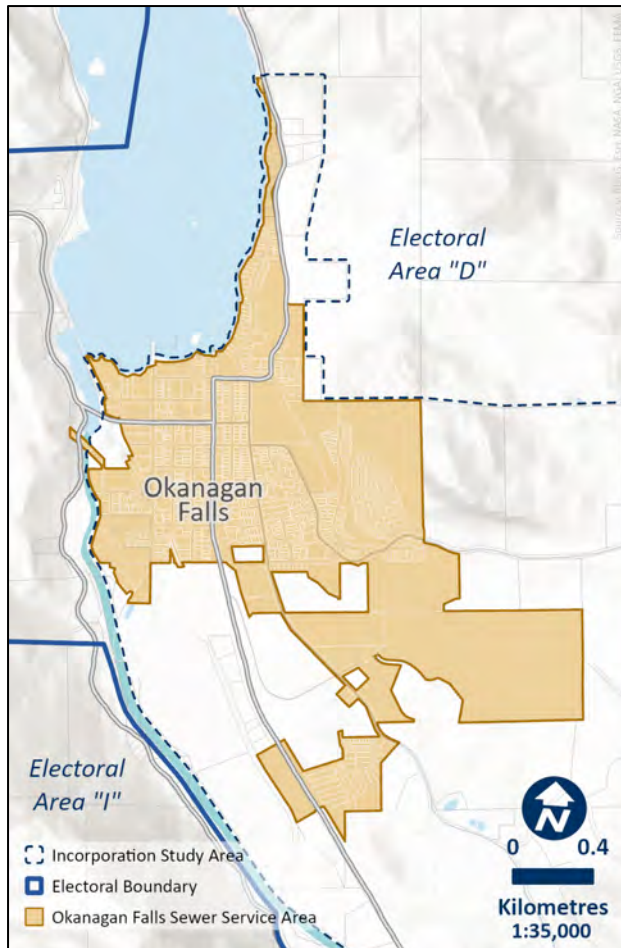 Electoral
Area "D"
Okanagan
Falls
Electoral
Area "I"
N
0 0.4
Kilometres
1:35,000
Incorporation Study Area
Electoral Boundary
Okanagan Falls Sewer Service Area